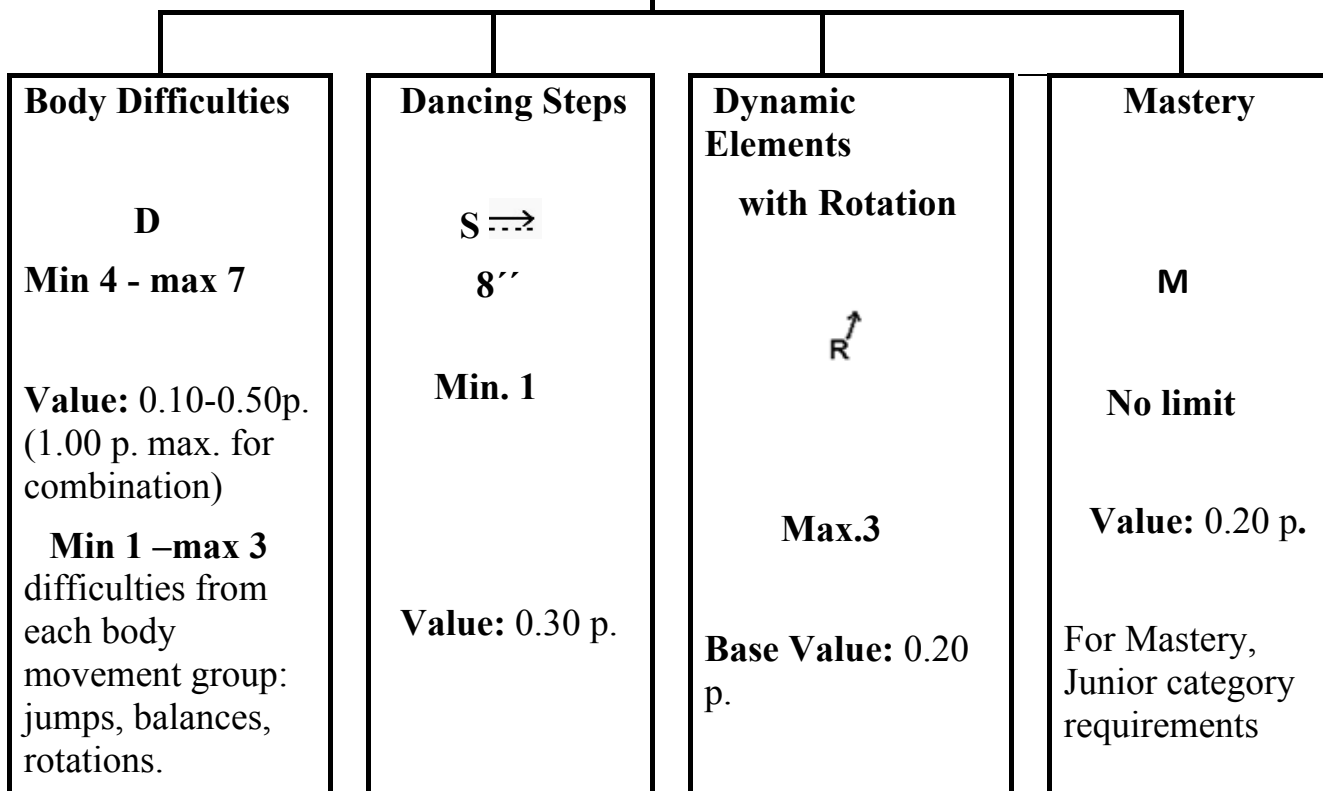 Body Difficulties
D
Min 4 - max 7
Value: 0.10-0.50p.
(1.00 p. max. for
combination)
Min 1 –max 3
difficulties from
each body
movement group:
jumps, balances,
rotations.
Dancing Steps
S
8´´
Min. 1
Value: 0.30 p.
Dynamic
Elements
with Rotation
R
Max.3
Base Value: 0.20
p.
Mastery
M
No limit
Value: 0.20 p.
For Mastery,
Junior category
requirements